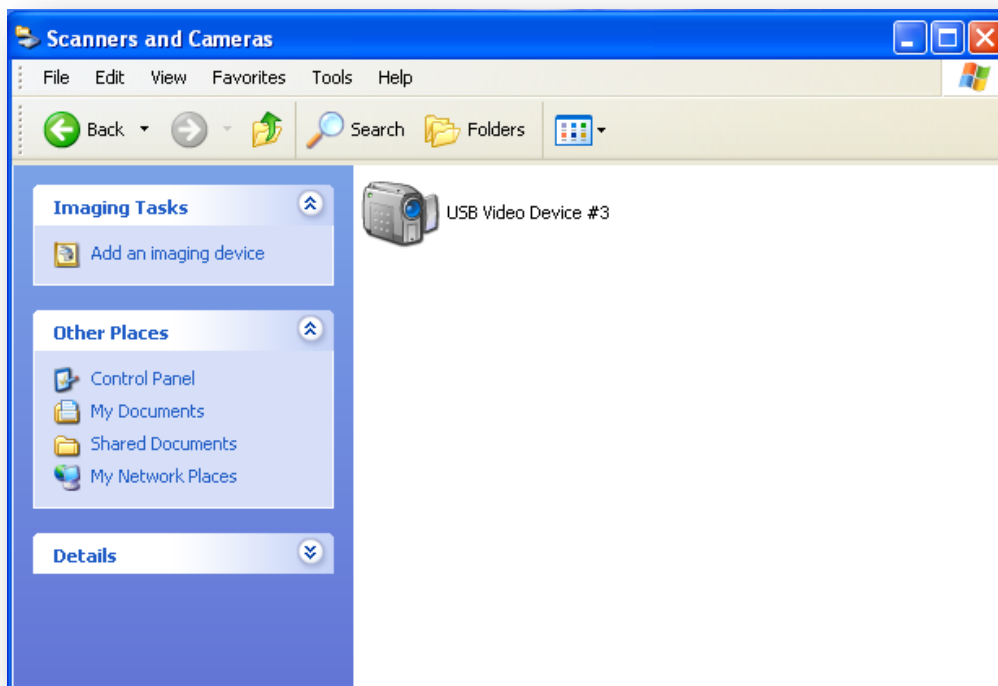 Scanners and Cameras
File Edit View Favorites Tools Help
Back Search Folders
Imaging Tasks
Add an imaging device
Other Places
Control Panel
My Documents
Shared Documents
My Network Places
Details
USB Video Device #3